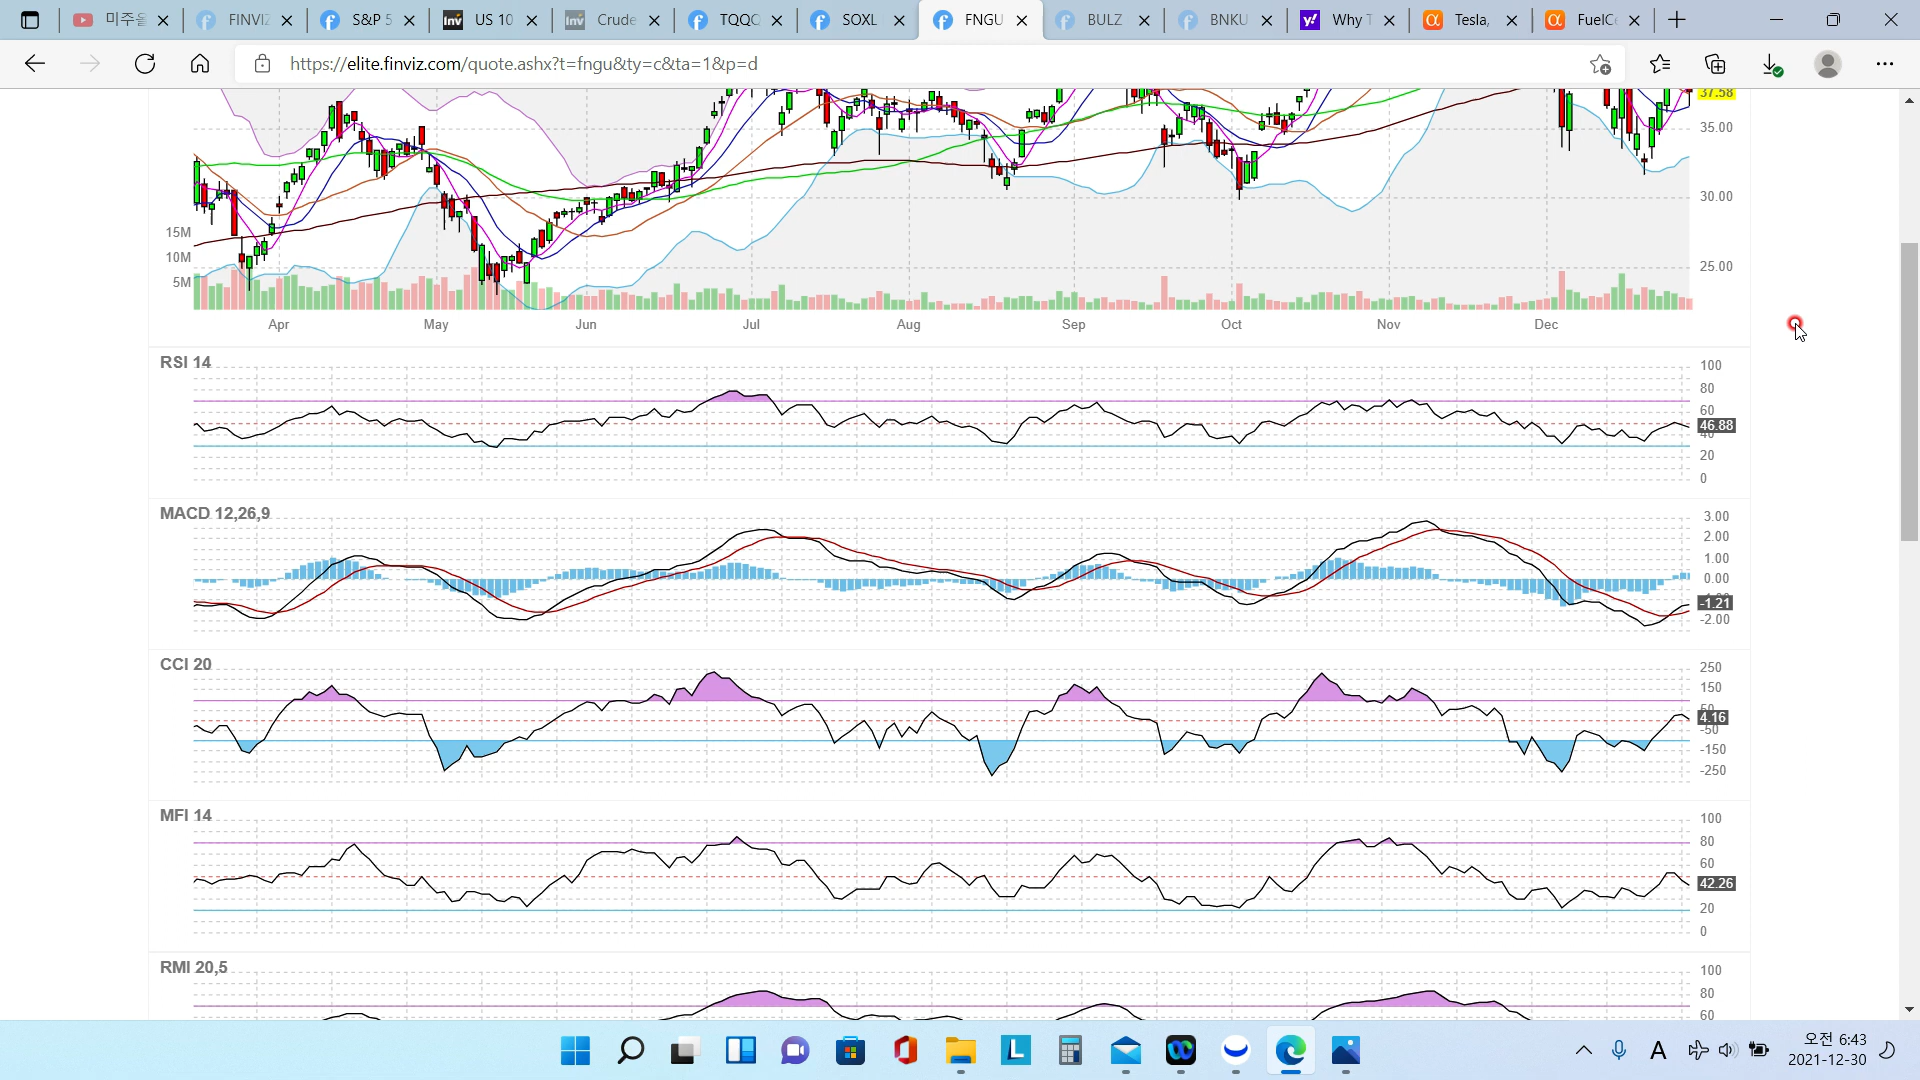 미주을
FINVIZ
S&P 5
US 10
Crude
TQQQ
SOXL
FNGU
BULZ
BNKU
Why T
Tesla,
FuelCe
https://elite.finviz.com/quote.ashx?t=fngu&ty=c&ta=1&p=d
37.58
35.00
30.00
25.00
15M
10M
5M
Apr May Jun Jul Aug Sep Oct Nov Dec
RSI 14
100
80
60
46.88
40
20
0
MACD 12,26,9
3.00
2.00
1.00
0.00
-1.21
-2.00
CCI 20
250
150
50
4.16
-50
-150
-250
MFI 14
100
80
60
42.26
20
0
RMI 20,5
100
80
60
A
오전 6:43
2021-12-30